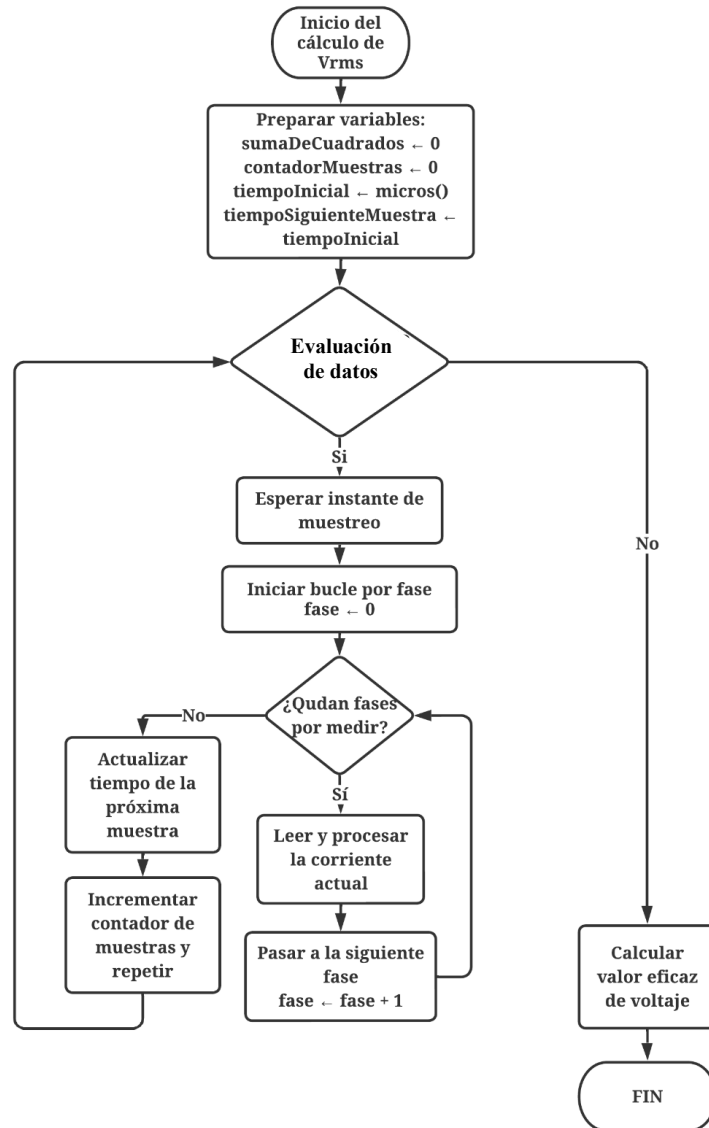 Inicio del
cálculo de
Vrms
Preparar variables:
sumaDeCuadrados ← 0
contadorMuestras ← 0
tiempoInicial ← micros()
tiempoSiguienteMuestra ←
tiempoInicial
Evaluación
de datos
Si
No
Esperar instante de
muestreo
Iniciar bucle por fase
fase ← 0
¿Qudan fases
por medir?
No
Sí
Actualizar
tiempo de la
próxima
muestra
Leer y procesar
la corriente
actual
Incrementar
contador de
muestras y
repetir
Pasar a la siguiente
fase
fase ← fase + 1
Calcular
valor eficaz
de voltaje
FIN